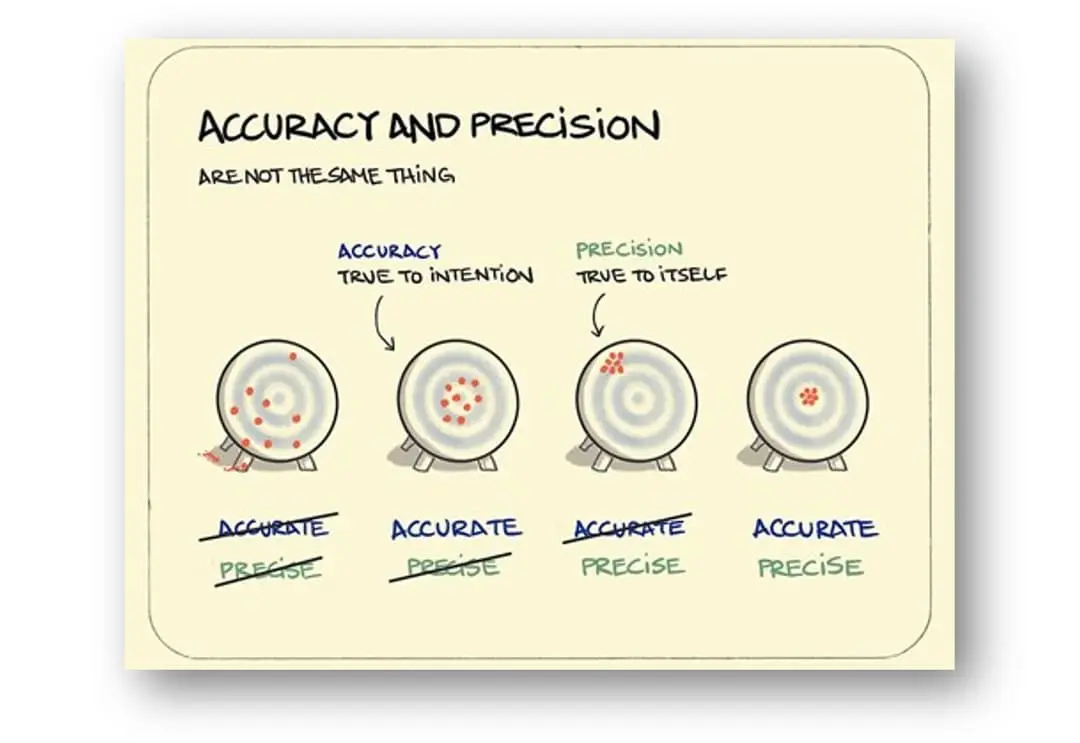 ACCURACY AND PRECISION
ARE NOT THE SAME THING
ACCURACY
TRUE TO INTENTION
PRECISION
TRUE TO ITSELF
ACCURATE
PRECISE
ACCURATE
PRECISE
ACCURATE
PRECISE
ACCURATE
PRECISE